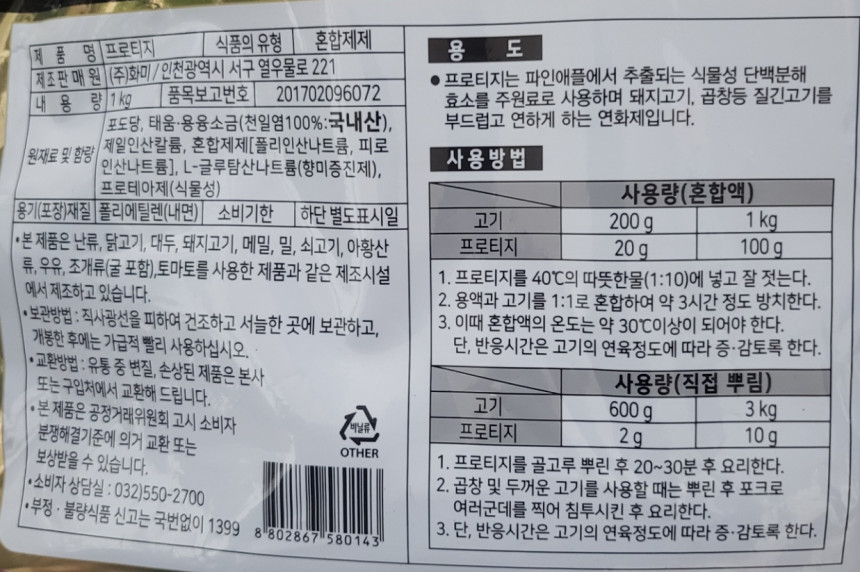 제 품 명 프로티지 식품의 유형 혼합제제
제조판매원 (주)화미/인천광역시 서구 열우물로 221
내 용 량 1kg 품목보고번호 201702096072
원재료 및 함량 포도당, 태움·용융소금(천일염100%:국내산),
제일인산칼륨, 혼합제제[폴리인산나트륨, 피로
인산나트륨], L-글루탐산나트륨(향미증진제),
프로테아제(식물성)
용기(포장)재질 폴리에틸렌(내면) 소비기한 하단 별도표시일
•본 제품은 난류, 닭고기, 대두, 돼지고기, 메밀, 밀, 쇠고기, 아황산
류, 우유, 조개류(굴 포함),토마토를 사용한 제품과 같은 제조시설
에서 제조하고 있습니다.
•보관방법 : 직사광선을 피하여 건조하고 서늘한 곳에 보관하고,
개봉한 후에는 가급적 빨리 사용하십시오.
•교환방법 : 유통 중 변질, 손상된 제품은 본사
또는 구입처에서 교환해 드립니다.
•본 제품은 공정거래위원회 고시 소비자
분쟁해결기준에 의거 교환 또는
보상받을 수 있습니다.
•소비자 상담실 : 032)550-2700
•부정·불량식품 신고는 국번없이 1399
비닐류
OTHER
8 802867 580143
용 도
●프로티지는 파인애플에서 추출되는 식물성 단백분해
효소를 주원료로 사용하며 돼지고기, 곱창등 질긴고기를
부드럽고 연하게 하는 연화제입니다.
사용방법
사용량(혼합액)
고기 200 g 1 kg
프로티지 20 g 100 g
1. 프로티지를 40℃의 따뜻한물(1:10)에 넣고 잘 젓는다.
2. 용액과 고기를 1:1로 혼합하여 약 3시간 정도 방치한다.
3. 이때 혼합액의 온도는 약 30℃이상이 되어야 한다.
단, 반응시간은 고기의 연육정도에 따라 증·감토록 한다.
사용량(직접 뿌림)
고기 600 g 3 kg
프로티지 2 g 10 g
1. 프로티지를 골고루 뿌린 후 20~30분 후 요리한다.
2. 곱창 및 두꺼운 고기를 사용할 때는 뿌린 후 포크로
여러군데를 찍어 침투시킨 후 요리한다.
3. 단, 반응시간은 고기의 연육정도에 따라 증·감토록 한다.